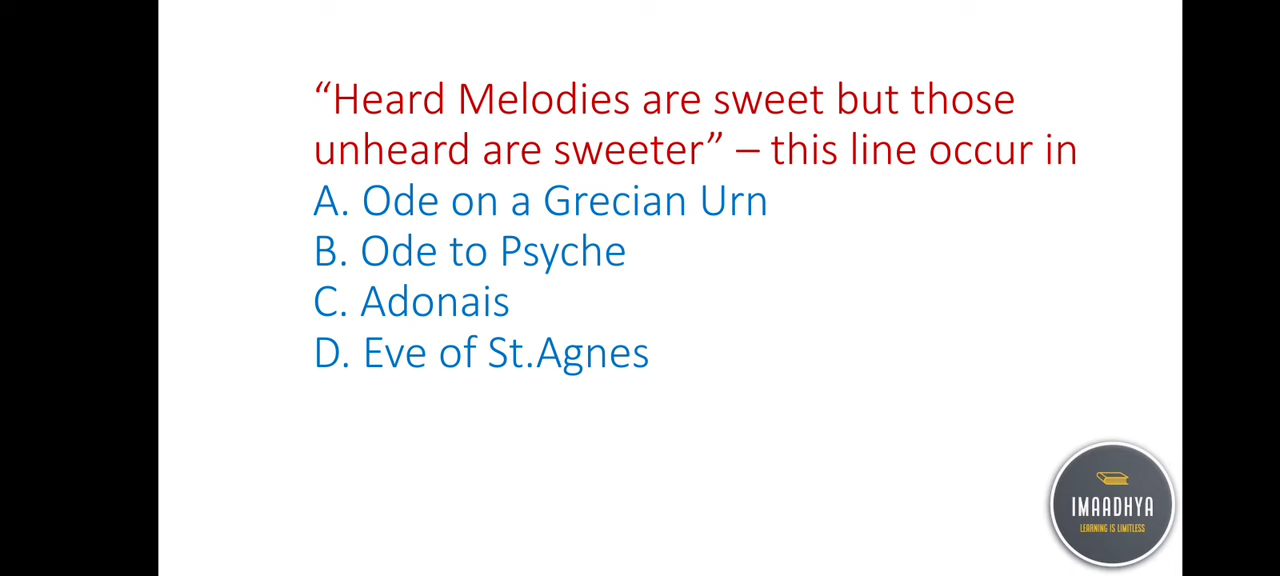 “Heard Melodies are sweet but those
unheard are sweeter” – this line occur in
A. Ode on a Grecian Urn
B. Ode to Psyche
C. Adonais
D. Eve of St.Agnes
IMAADHYA
LEARNING IS LIMITLESS